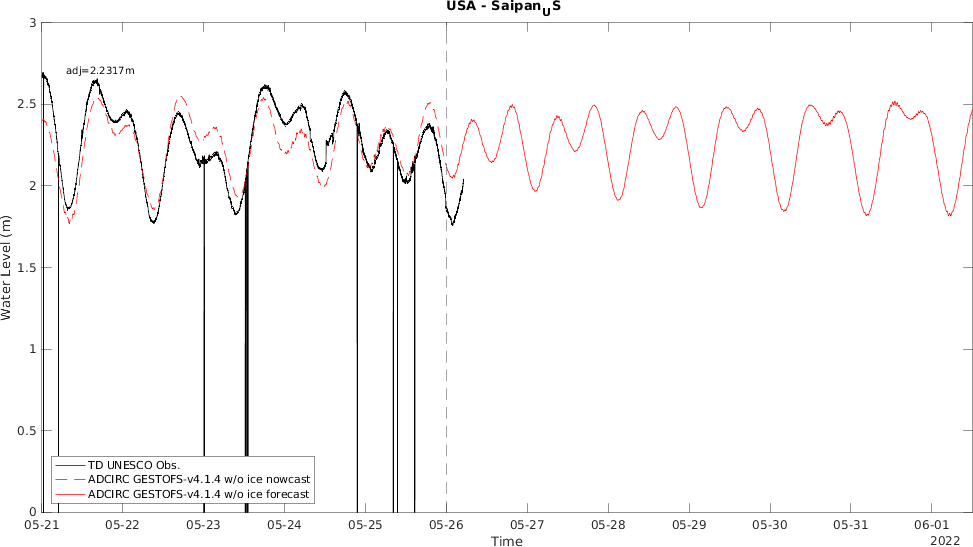 USA - Saipan_US
3
adj=2.2317m
2.5
2
1.5
1
0.5
0
Water Level (m)
TD UNESCO Obs.
ADCIRC GESTOFS-v4.1.4 w/o ice nowcast
ADCIRC GESTOFS-v4.1.4 w/o ice forecast
05-21 05-22 05-23 05-24 05-25 05-26 05-27 05-28 05-29 05-30 05-31 06-01
Time
2022